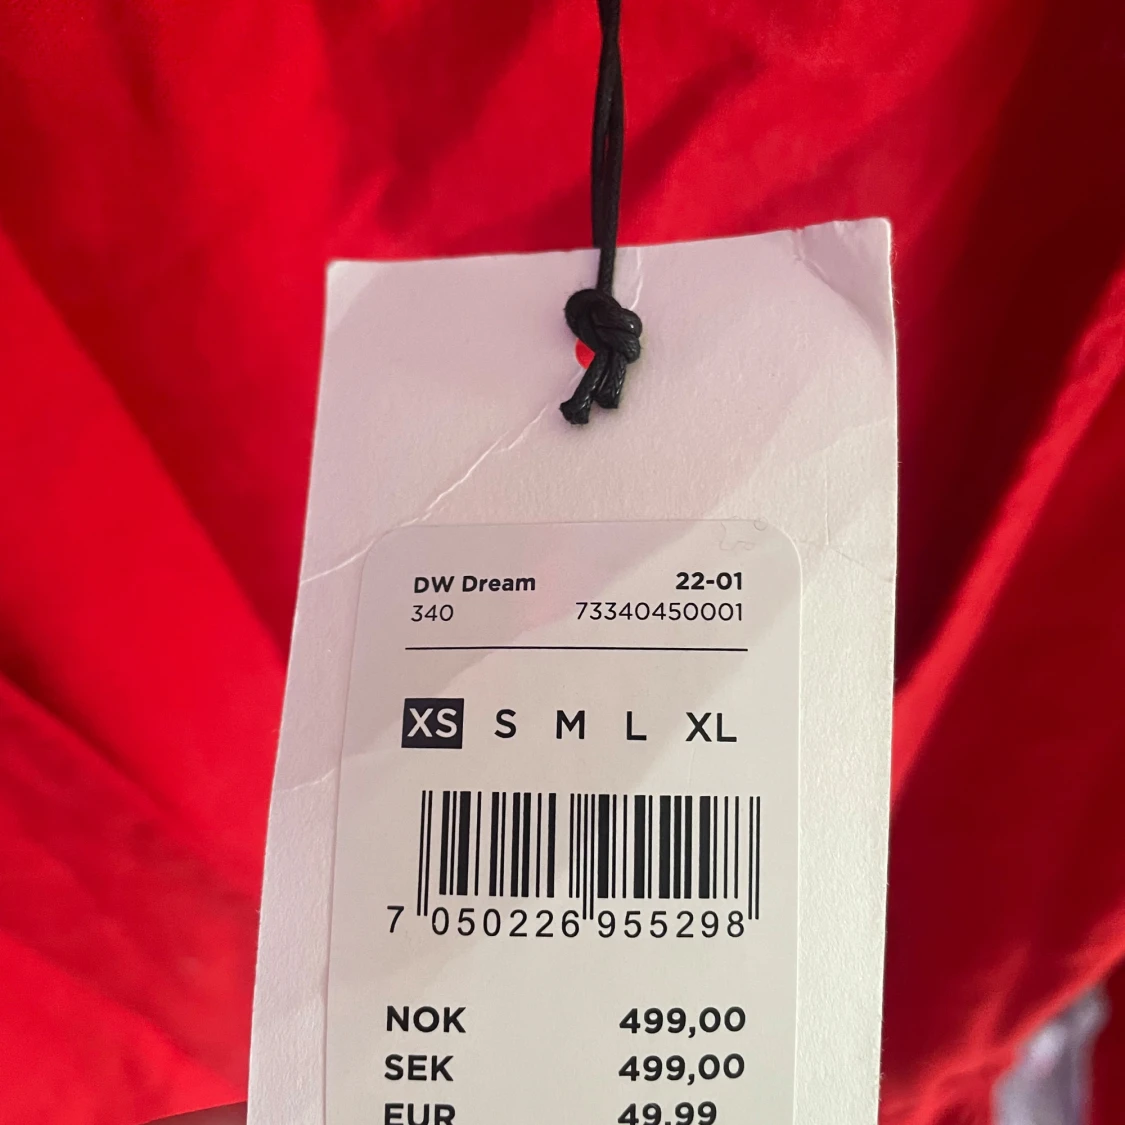 DW Dream 22-01
340 73340450001
XS S M L XL
7 050226 955298
NOK 499,00
SEK 499,00
EUR 49,99